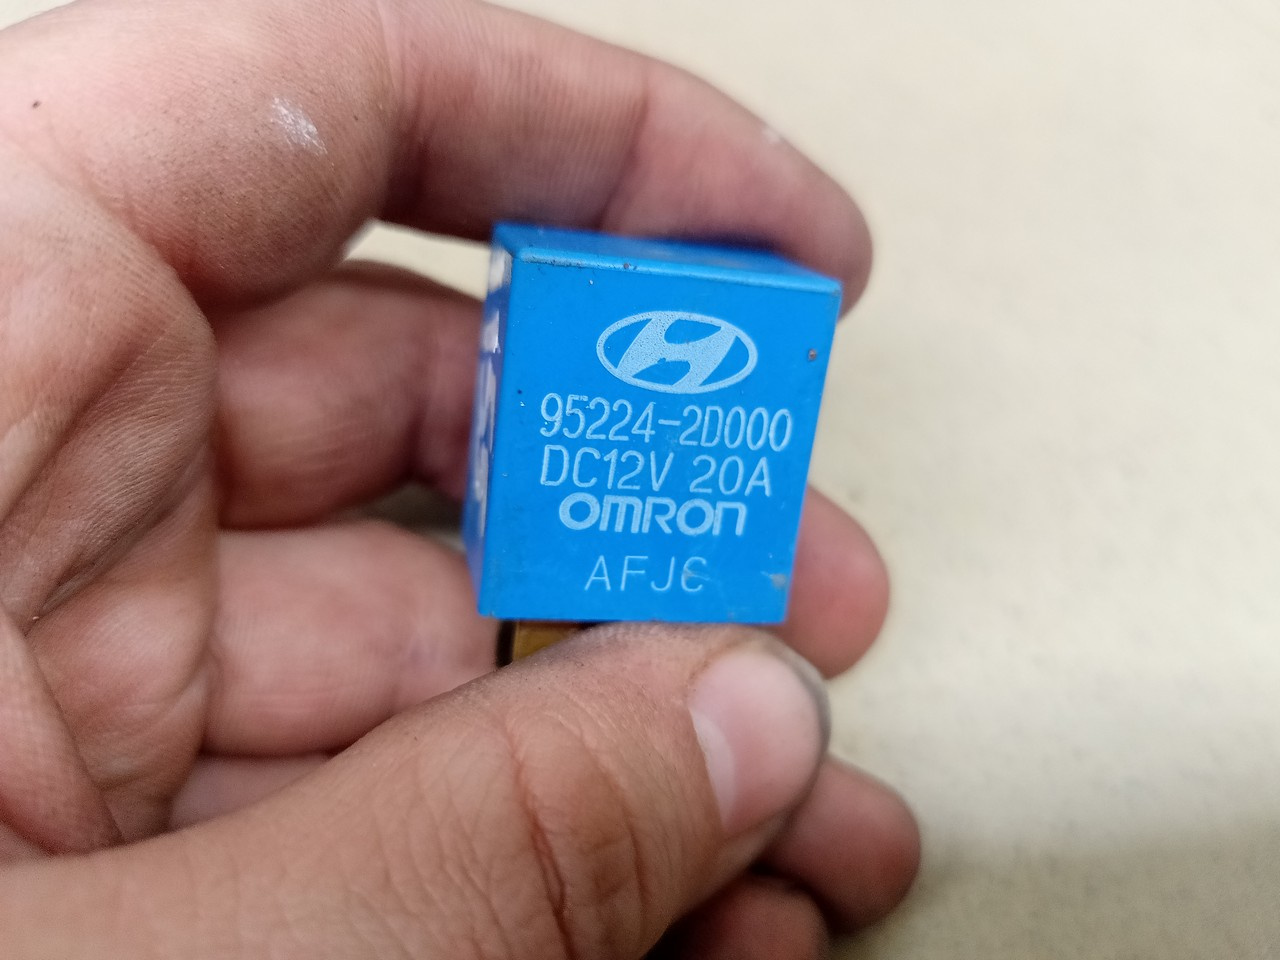 95224-2D000
DC12V 20A
OMRON
AFJC